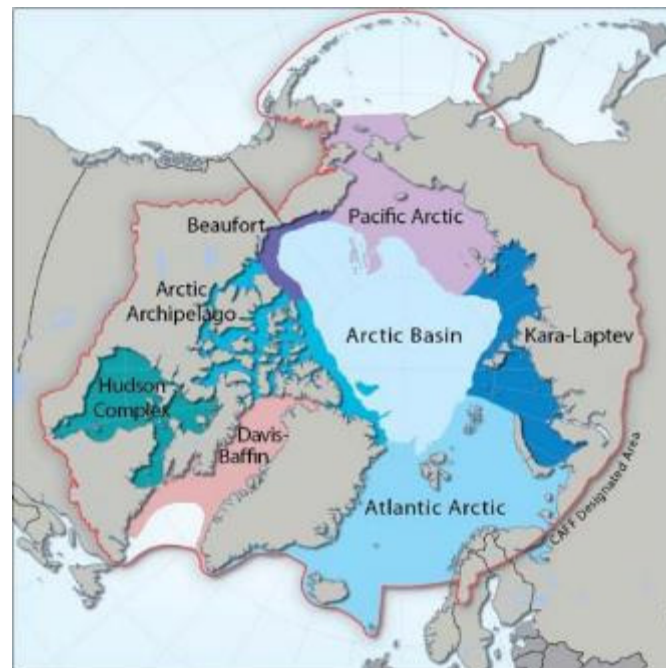 Pacific Arctic
Beaufort
Arctic
Archipelago
Arctic Basin
Kara-Laptev
Hudson
Complex
Davis-
Baffin
Atlantic Arctic
CAFF Designated Area